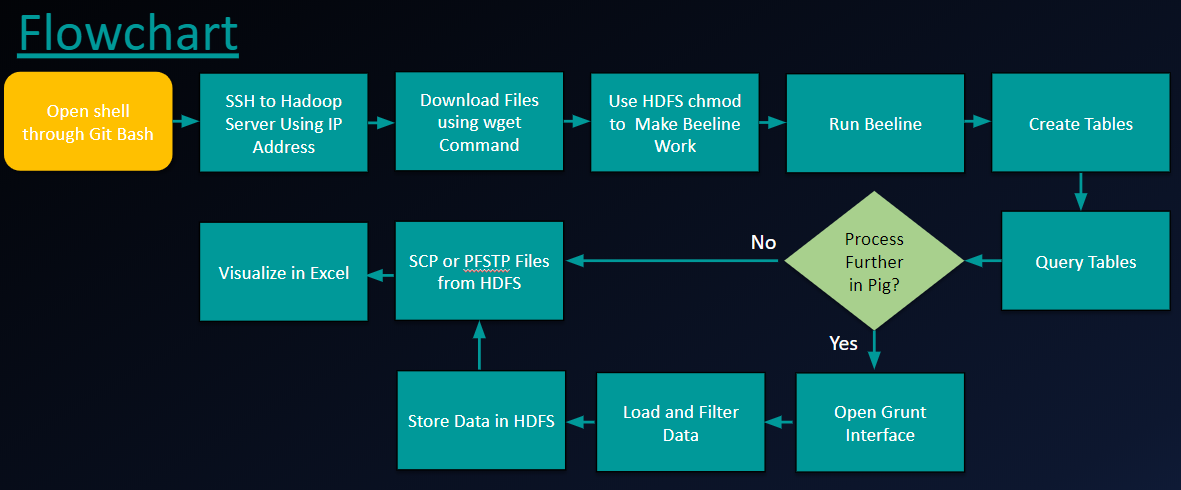 Flowchart
Open shell
through Git Bash
SSH to Hadoop
Server Using IP
Address
Download Files
using wget
Command
Use HDFS chmod
to Make Beeline
Work
Run Beeline
Create Tables
Query Tables
Process
Further
in Pig?
No
Yes
SCP or PFSTP Files
from HDFS
Visualize in Excel
Open Grunt
Interface
Load and Filter
Data
Store Data in HDFS